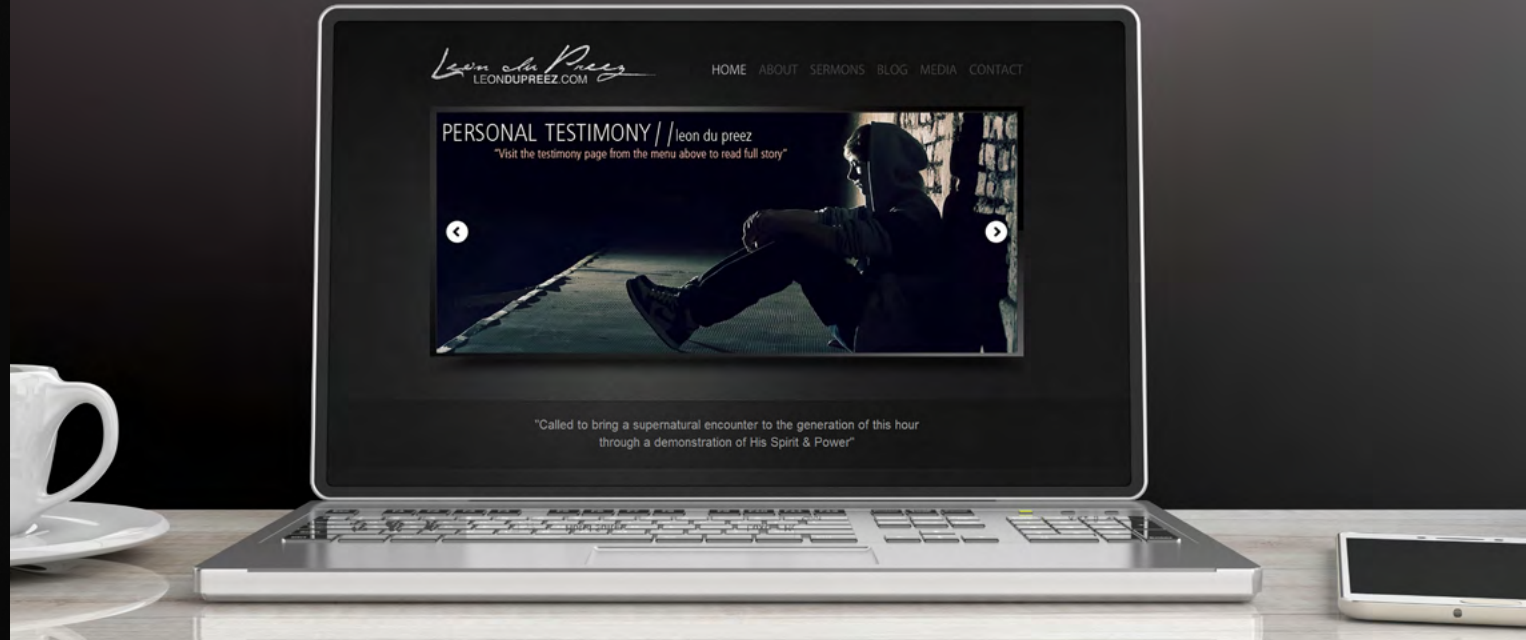 Leon du Preez
LEONDUPREEZ.COM
HOME ABOUT SERMONS BLOG MEDIA CONTACT
PERSONAL TESTIMONY//leon du preez
"Visit the testimony page from the menu above to read full story"
"Called to bring a supernatural encounter to the generation of this hour
through a demonstration of His Spirit & Power"